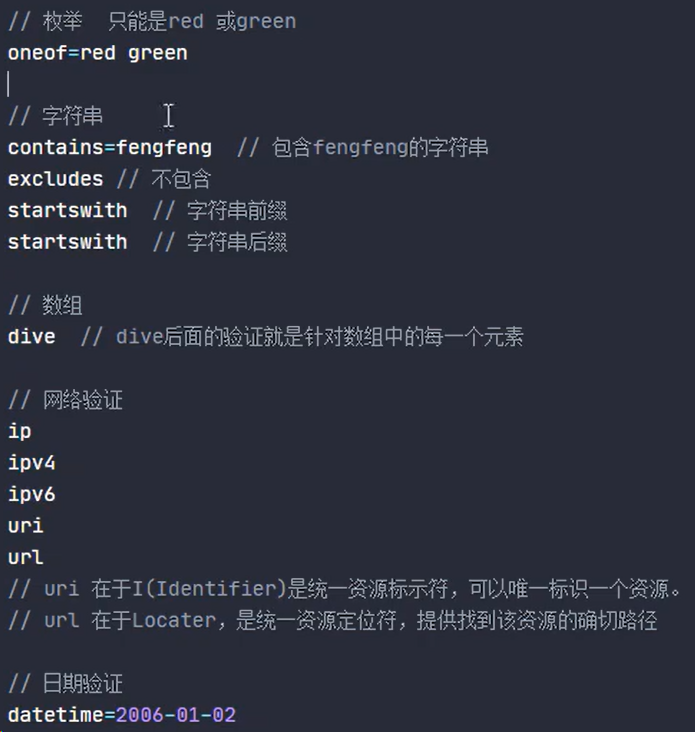 // 枚举  只能是red 或green
oneof=red green
// 字符串
contains=fengfeng  // 包含fengfeng的字符串
excludes // 不包含
startswith  // 字符串前缀
startswith  // 字符串后缀
// 数组
dive  // dive后面的验证就是针对数组中的每一个元素
// 网络验证
ip
ipv4
ipv6
uri
url
// uri 在于I(Identifier)是统一资源标示符，可以唯一标识一个资源。
// url 在于Locater，是统一资源定位符，提供找到该资源的确切路径
// 日期验证
datetime=2006-01-02